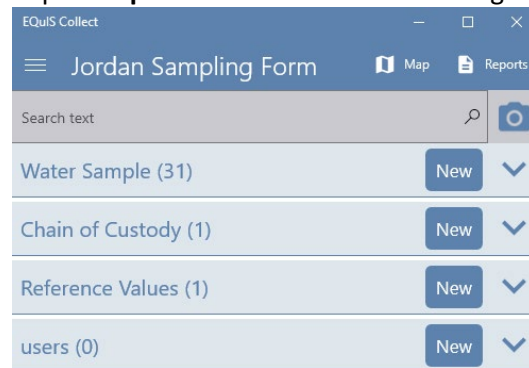 EQuIS Collect
Jordan Sampling Form Map Reports
Search text
Water Sample (31) New
Chain of Custody (1) New
Reference Values (1) New
users (0) New